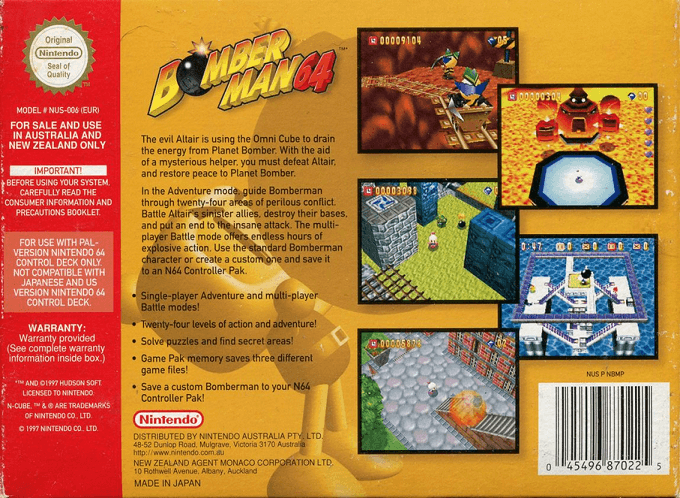 Original
Nintendo
Seal of
Quality
TM
MODEL # NUS-006 (EUR)
FOR SALE AND USE
IN AUSTRALIA AND
NEW ZEALAND ONLY
IMPORTANT!
BEFORE USING YOUR SYSTEM,
CAREFULLY READ THE
CONSUMER INFORMATION AND
PRECAUTIONS BOOKLET.
FOR USE WITH PAL-
VERSION NINTENDO 64
CONTROL DECK ONLY.
NOT COMPATIBLE WITH
JAPANESE AND US
VERSION NINTENDO 64
CONTROL DECK.
WARRANTY:
Warranty provided
(See complete warranty
information inside box.)
™ AND ©1997 HUDSON SOFT
LICENSED TO NINTENDO
N-CUBE. ™ & ® ARE TRADEMARKS
OF NINTENDO CO., LTD.
© 1997 NINTENDO CO. LTD.
BOMBER
MAN64
TM
The evil Altair is using the Omni Cube to drain
the energy from Planet Bomber. With the aid
of a mysterious helper, you must defeat Altair,
and restore peace to Planet Bomber.
In the Adventure mode, guide Bomberman
through twenty-four areas of perilous conflict.
Battle Altair's sinister allies, destroy their bases,
and put an end to the insane attack. The multi-
player Battle mode offers endless hours of
explosive action. Use the standard Bomberman
character or create a custom one and save it
to an N64 Controller Pak.
• Single-player Adventure and multi-player
Battle modes!
• Twenty-four levels of action and adventure!
• Solve puzzles and find secret areas!
• Game Pak memory saves three different
game files!
• Save a custom Bomberman to your N64
Controller Pak!
Nintendo
DISTRIBUTED BY NINTENDO AUSTRALIA PTY. LTD.
48-52 Dunlop Road, Mulgrave, Victoria 3170 Australia
http://www.nintendo.com.au
NEW ZEALAND AGENT MONACO CORPORATION LTD.
10 Rothwell Avenue, Albany, Auckland
MADE IN JAPAN
00009104
00003098
0:47
NUS P NBMP
0 45496 87022 5